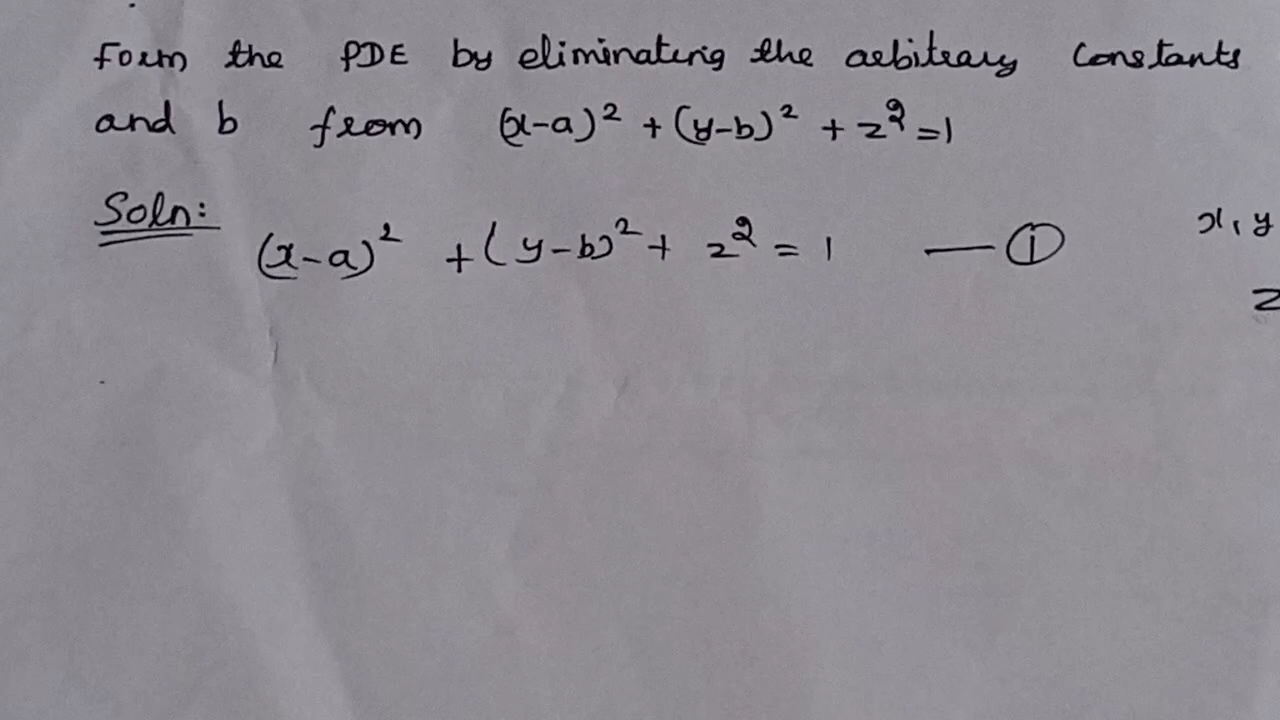 Form the PDE by eliminating the arbitrary constants
and b from (x-a)² + (y-b)² + z² = 1
Soln:
(x-a)² + (y-b)² + z² = 1 — ①
x, y
z